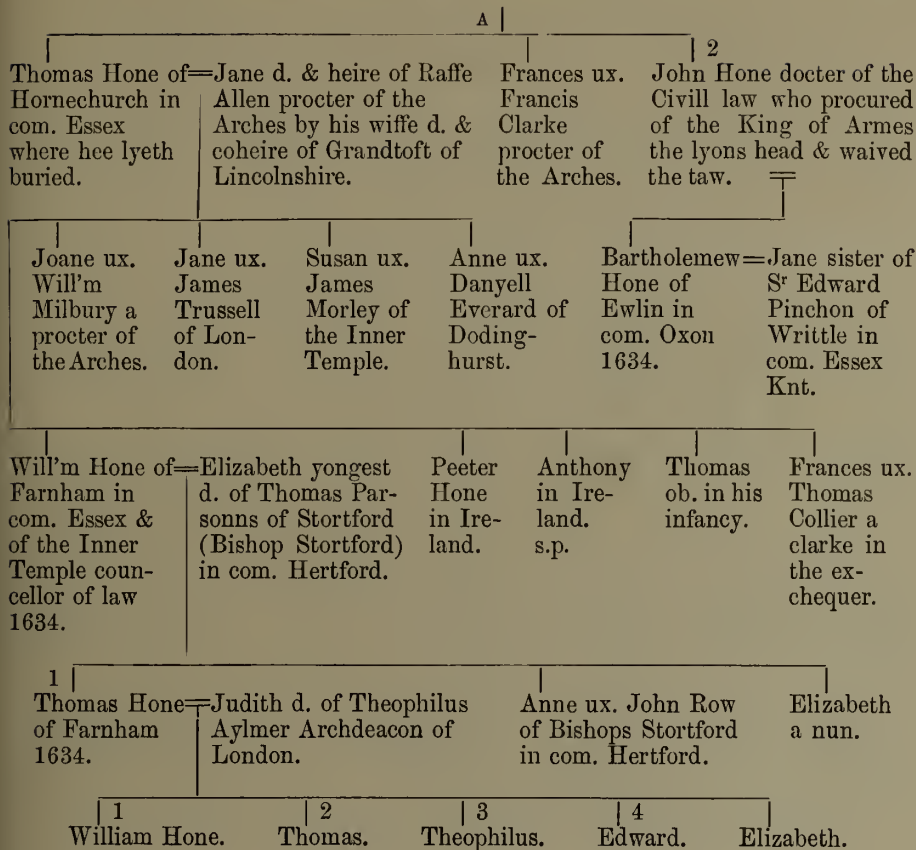 A
2
Thomas Hone of=Jane d. & heire of Raffe
Hornechurch in Allen procter of the
com. Essex Arches by his wiffe d. &
where hee lyeth coheire of Grandtoft of
buried. Lincolnshire.
Frances ux.
Francis
Clarke
procter of
the Arches.
John Hone docter of the
Civill law who procured
of the King of Armes
the lyons head & waived
the taw.
Joane ux.
Will'm
Milbury a
procter of
the Arches.
Jane ux.
James
Trussell
of Lon-
don.
Susan ux.
James
Morley of
the Inner
Temple.
Anne ux.
Danyell
Everard of
Doding-
hurst.
Bartholemew=Jane sister of
Hone of Sr Edward
Ewlin in Pinchon of
com. Oxon Writtle in
1634. com. Essex
Knt.
Will'm Hone of=Elizabeth yongest
Farnham in d. of Thomas Par-
com. Essex & sonns of Stortford
of the Inner (Bishop Stortford)
Temple coun- in com. Hertford.
cellor of law
1634.
Peeter
Hone
in Ire-
land.
Anthony
in Ire-
land.
s.p.
Thomas
ob. in his
infancy.
Frances ux.
Thomas
Collier a
clarke in
the ex-
chequer.
1
Thomas Hone=Judith d. of Theophilus
of Farnham Aylmer Archdeacon of
1634. London.
Anne ux. John Row
of Bishops Stortford
in com. Hertford.
Elizabeth
a nun.
1 2 3 4
William Hone. Thomas. Theophilus. Edward. Elizabeth.